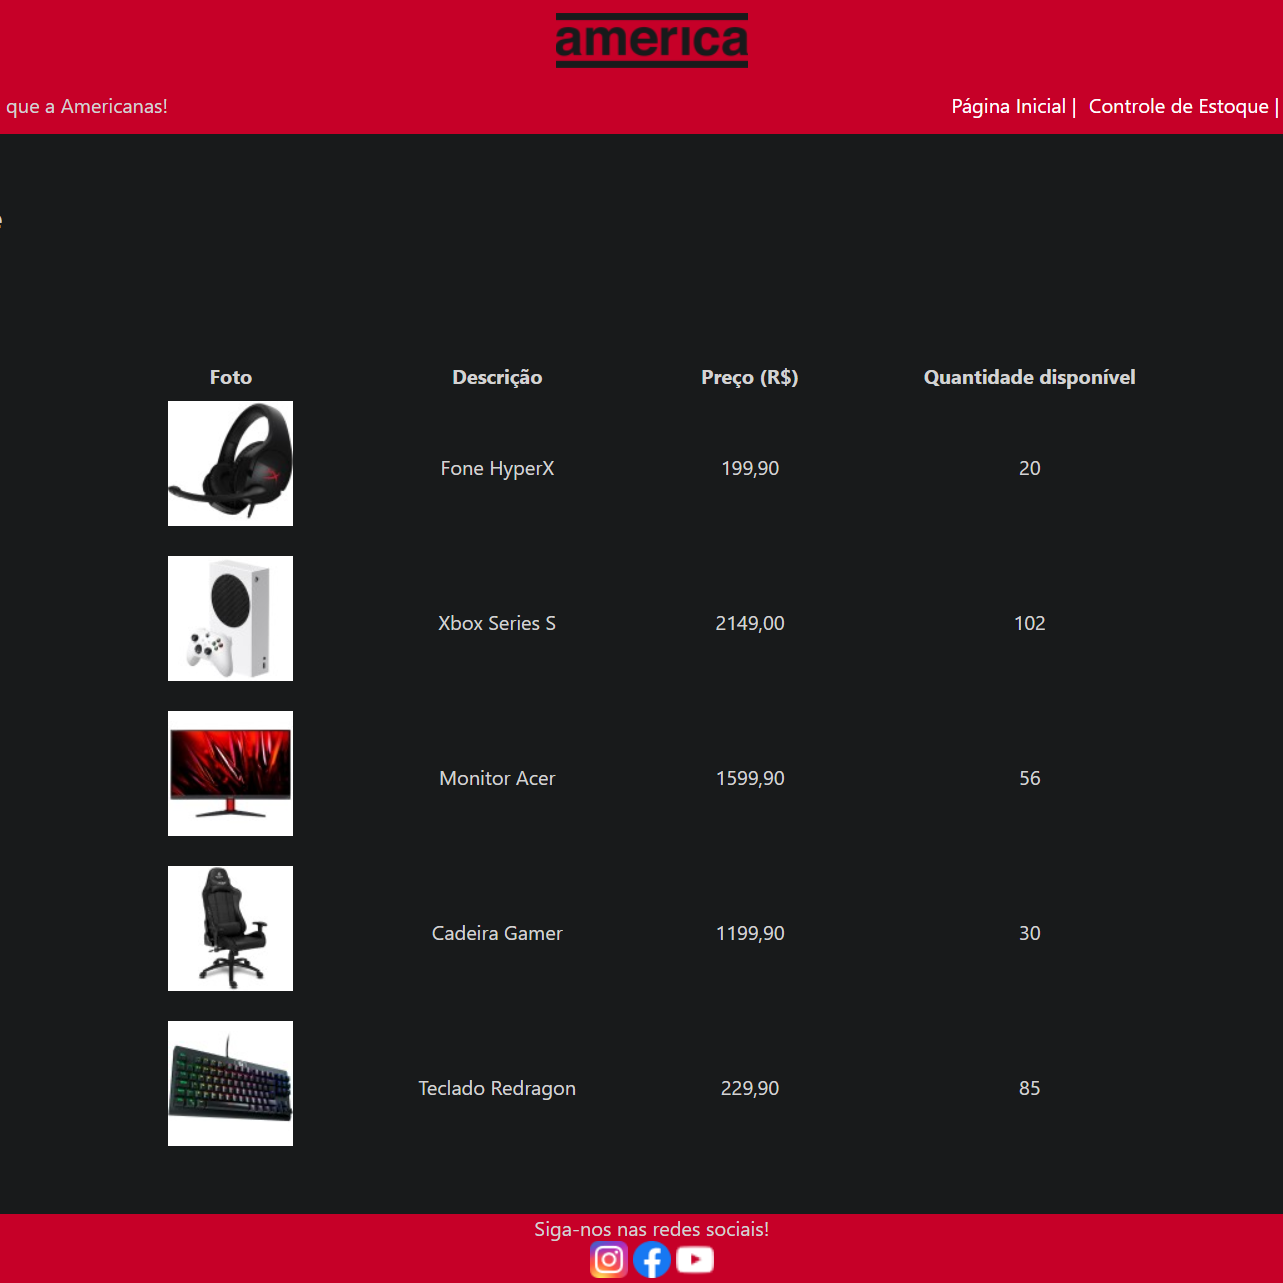 america
que a Americanas!
Página Inicial | Controle de Estoque |
Foto Descrição Preço (R$) Quantidade disponível
Fone HyperX 199,90 20
Xbox Series S 2149,00 102
Monitor Acer 1599,90 56
Cadeira Gamer 1199,90 30
Teclado Redragon 229,90 85
Siga-nos nas redes sociais!